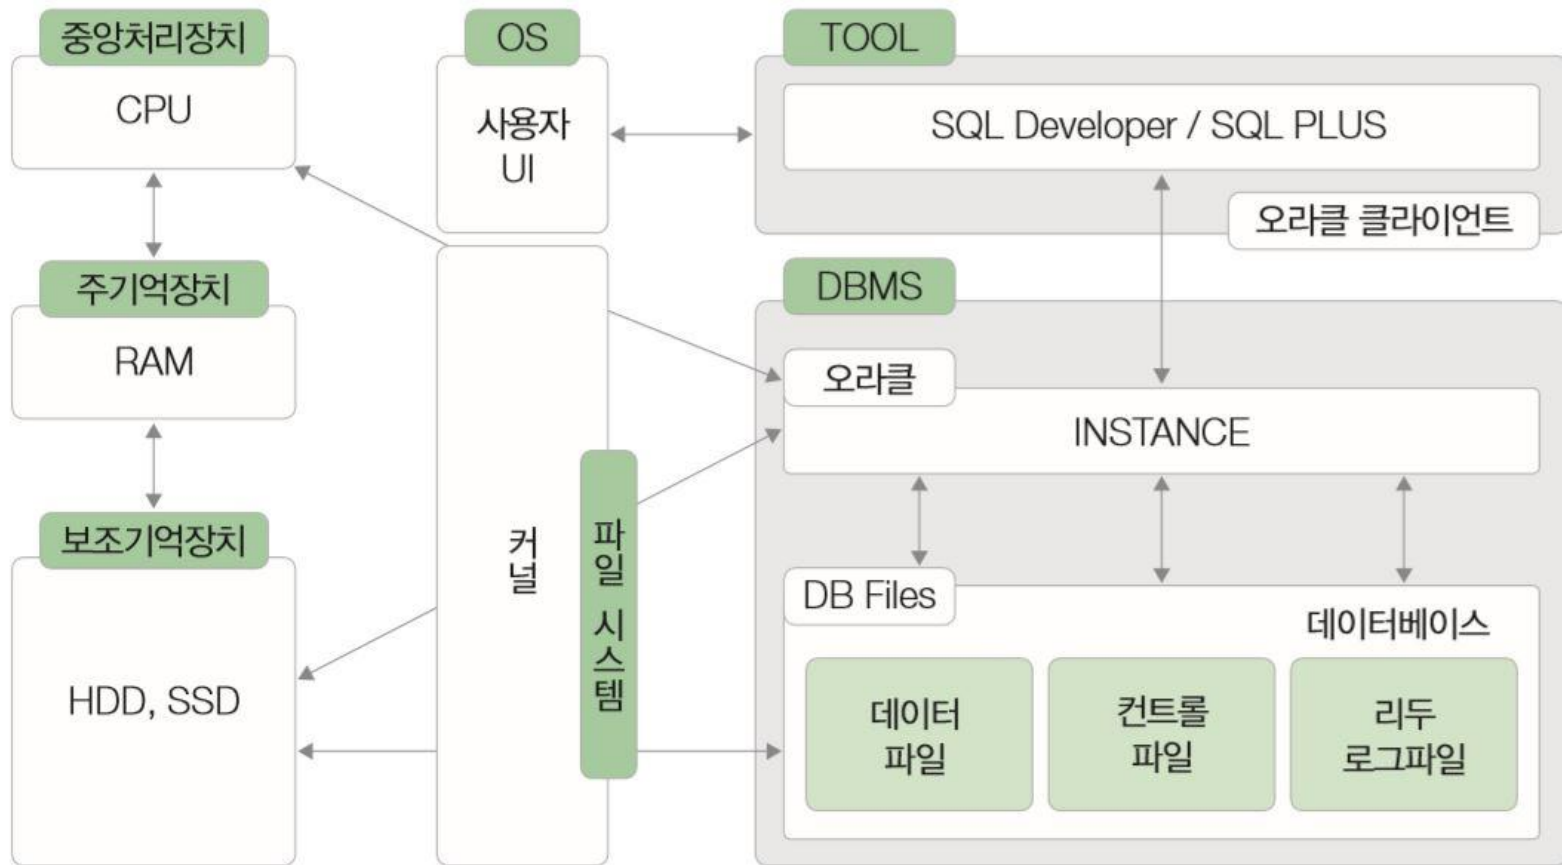 중앙처리장치
CPU
주기억장치
RAM
보조기억장치
HDD, SSD
OS
사용자
UI
커널
파일 시스템
TOOL
SQL Developer / SQL PLUS
오라클 클라이언트
DBMS
오라클
INSTANCE
DB Files
데이터베이스
데이터
파일
컨트롤
파일
리두
로그파일